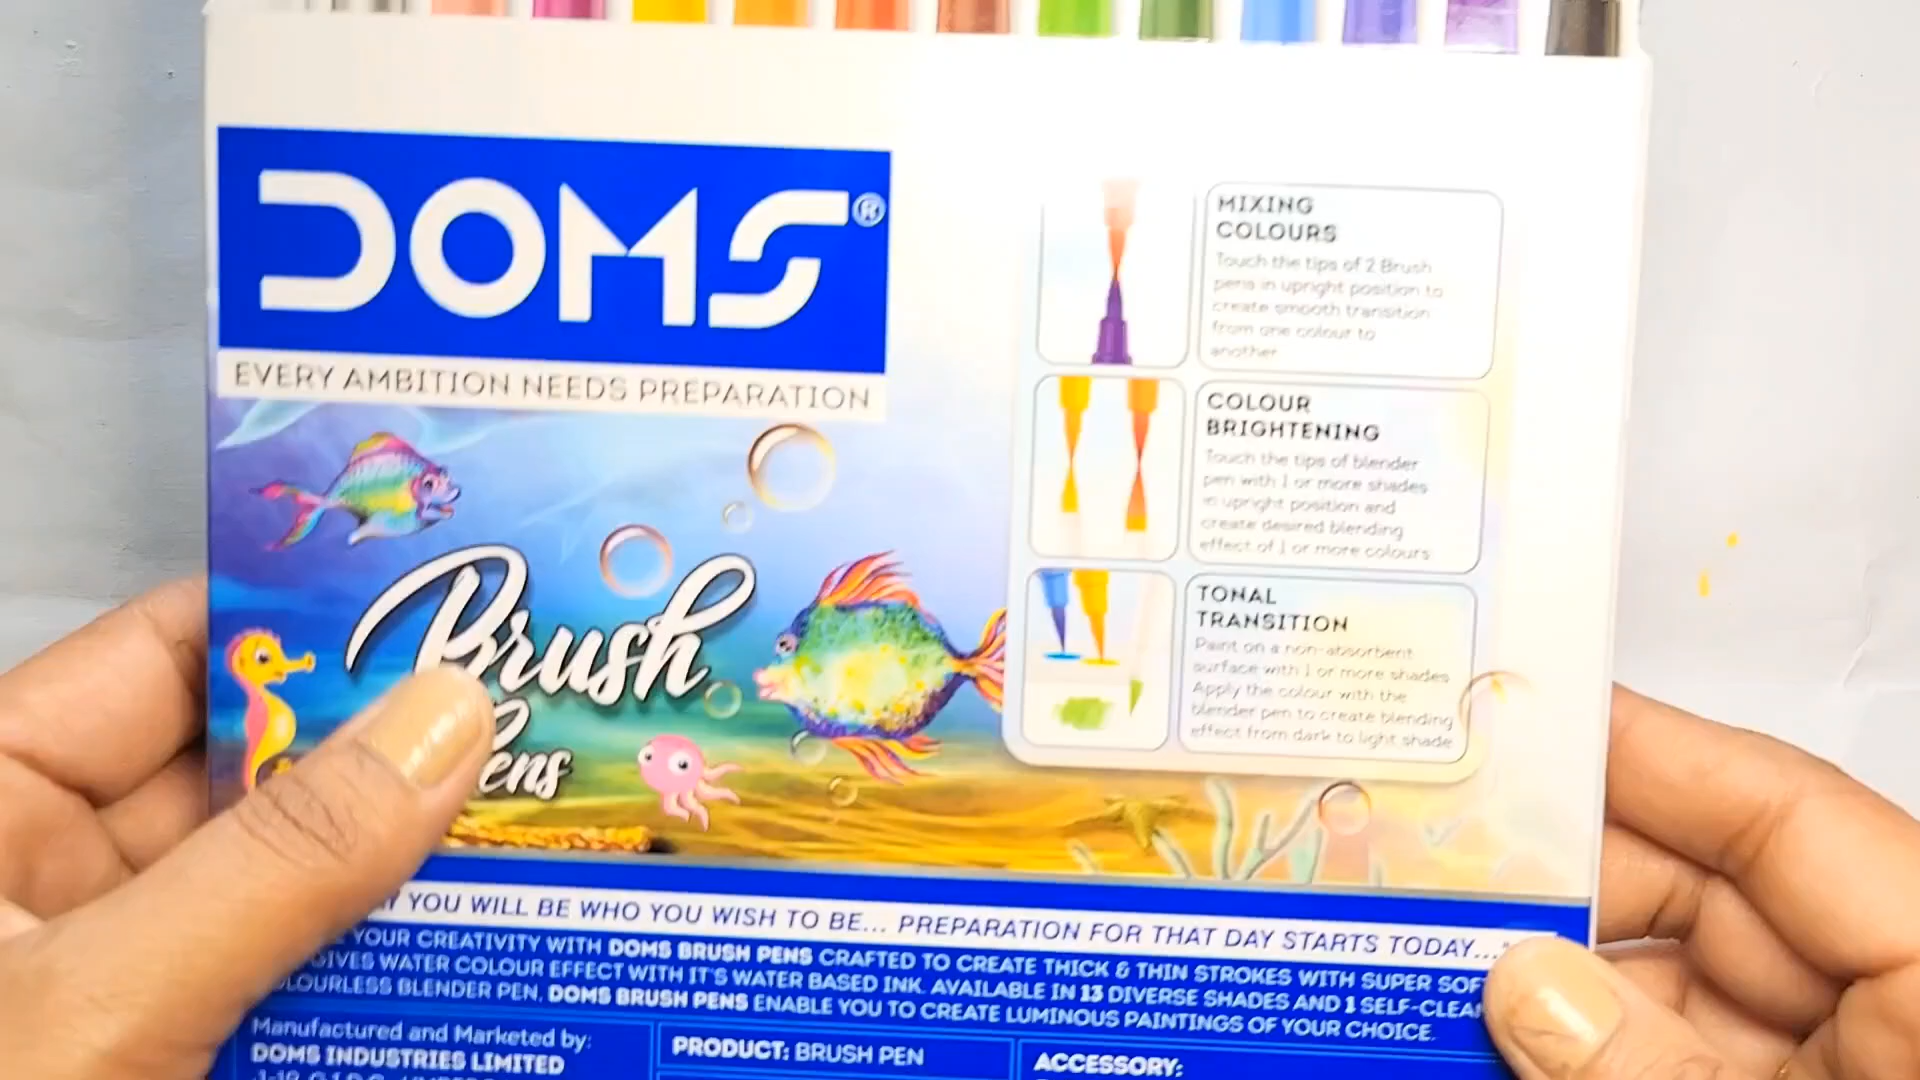 DOMS®
EVERY AMBITION NEEDS PREPARATION
Brush
ens
MIXING
COLOURS
Touch the tips of 2 Brush
pens in upright position to
create smooth transition
from one colour to
another
COLOUR
BRIGHTENING
Touch the tips of blender
pen with 1 or more shades
in upright position and
create desired blending
effect of 1 or more colours
TONAL
TRANSITION
Paint on a non-absorbent
surface with 1 or more shades
Apply the colour with the
blender pen to create blending
effect from dark to light shade
Y YOU WILL BE WHO YOU WISH TO BE... PREPARATION FOR THAT DAY STARTS TODAY..."
YOUR CREATIVITY WITH DOMS BRUSH PENS CRAFTED TO CREATE THICK & THIN STROKES WITH SUPER SOF
GIVES WATER COLOUR EFFECT WITH IT'S WATER BASED INK. AVAILABLE IN 13 DIVERSE SHADES AND 1 SELF-CLEA
LOURLESS BLENDER PEN. DOMS BRUSH PENS ENABLE YOU TO CREATE LUMINOUS PAINTINGS OF YOUR CHOICE.
Manufactured and Marketed by:
DOMS INDUSTRIES LIMITED
PRODUCT: BRUSH PEN
ACCESSORY: